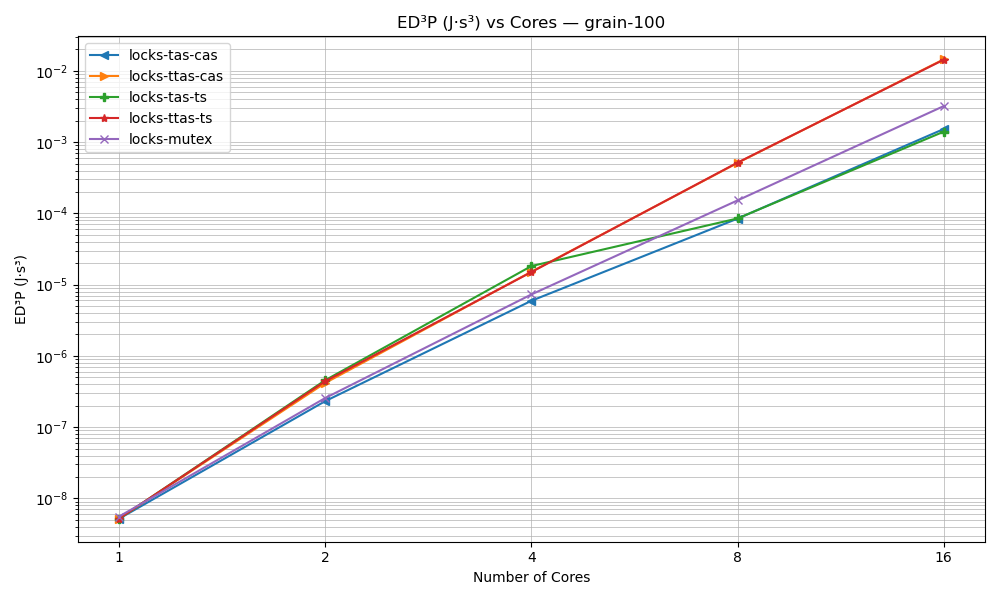 ED³P (J·s³) vs Cores — grain-100
locks-tas-cas
locks-ttas-cas
locks-tas-ts
locks-ttas-ts
locks-mutex
ED³P (J·s³)
10⁻²
10⁻³
10⁻⁴
10⁻⁵
10⁻⁶
10⁻⁷
10⁻⁸
1 2 4 8 16
Number of Cores